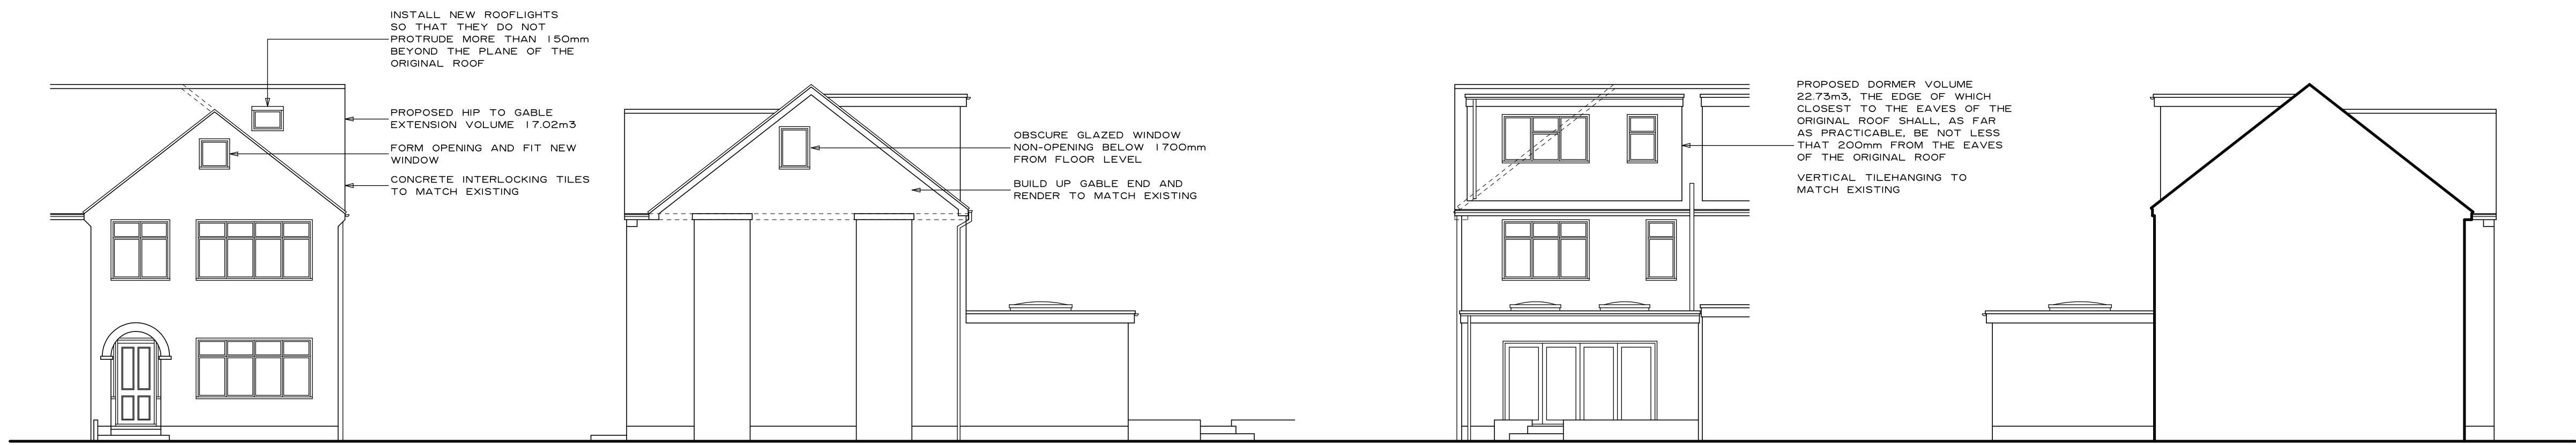 INSTALL NEW ROOFLIGHTS
SO THAT THEY DO NOT
PROTRUDE MORE THAN 150mm
BEYOND THE PLANE OF THE
ORIGINAL ROOF
PROPOSED HIP TO GABLE
EXTENSION VOLUME 17.02m3
FORM OPENING AND FIT NEW
WINDOW
CONCRETE INTERLOCKING TILES
TO MATCH EXISTING
OBSCURE GLAZED WINDOW
NON-OPENING BELOW 1700mm
FROM FLOOR LEVEL
BUILD UP GABLE END AND
RENDER TO MATCH EXISTING
PROPOSED DORMER VOLUME
22.73m3, THE EDGE OF WHICH
CLOSEST TO THE EAVES OF THE
ORIGINAL ROOF SHALL, AS FAR
AS PRACTICABLE, BE NOT LESS
THAT 200mm FROM THE EAVES
OF THE ORIGINAL ROOF
VERTICAL TILEHANGING TO
MATCH EXISTING